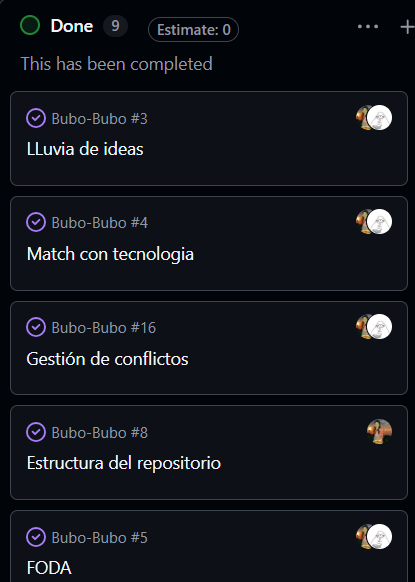 Done 9 Estimate: 0
This has been completed
Bubo-Bubo #3
LLuvia de ideas
Bubo-Bubo #4
Match con tecnologia
Bubo-Bubo #16
Gestión de conflictos
Bubo-Bubo #8
Estructura del repositorio
Bubo-Bubo #5
FODA